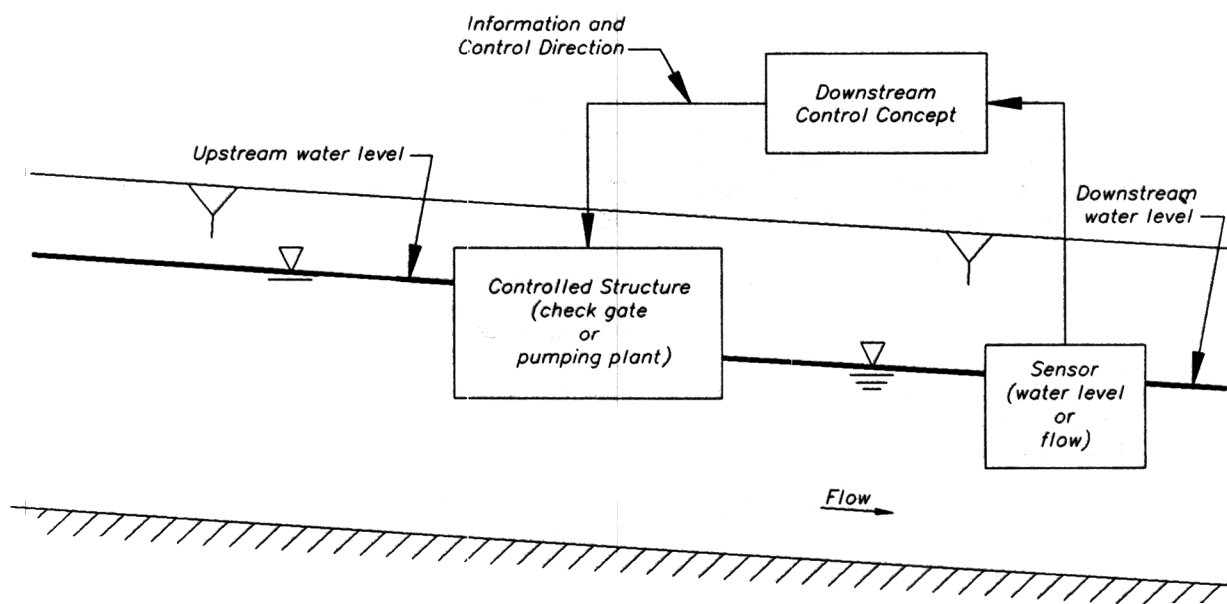 Information and
Control Direction
Downstream
Control Concept
Upstream water level
Downstream
water level
Controlled Structure
(check gate
or
pumping plant)
Sensor
(water level
or
flow)
Flow